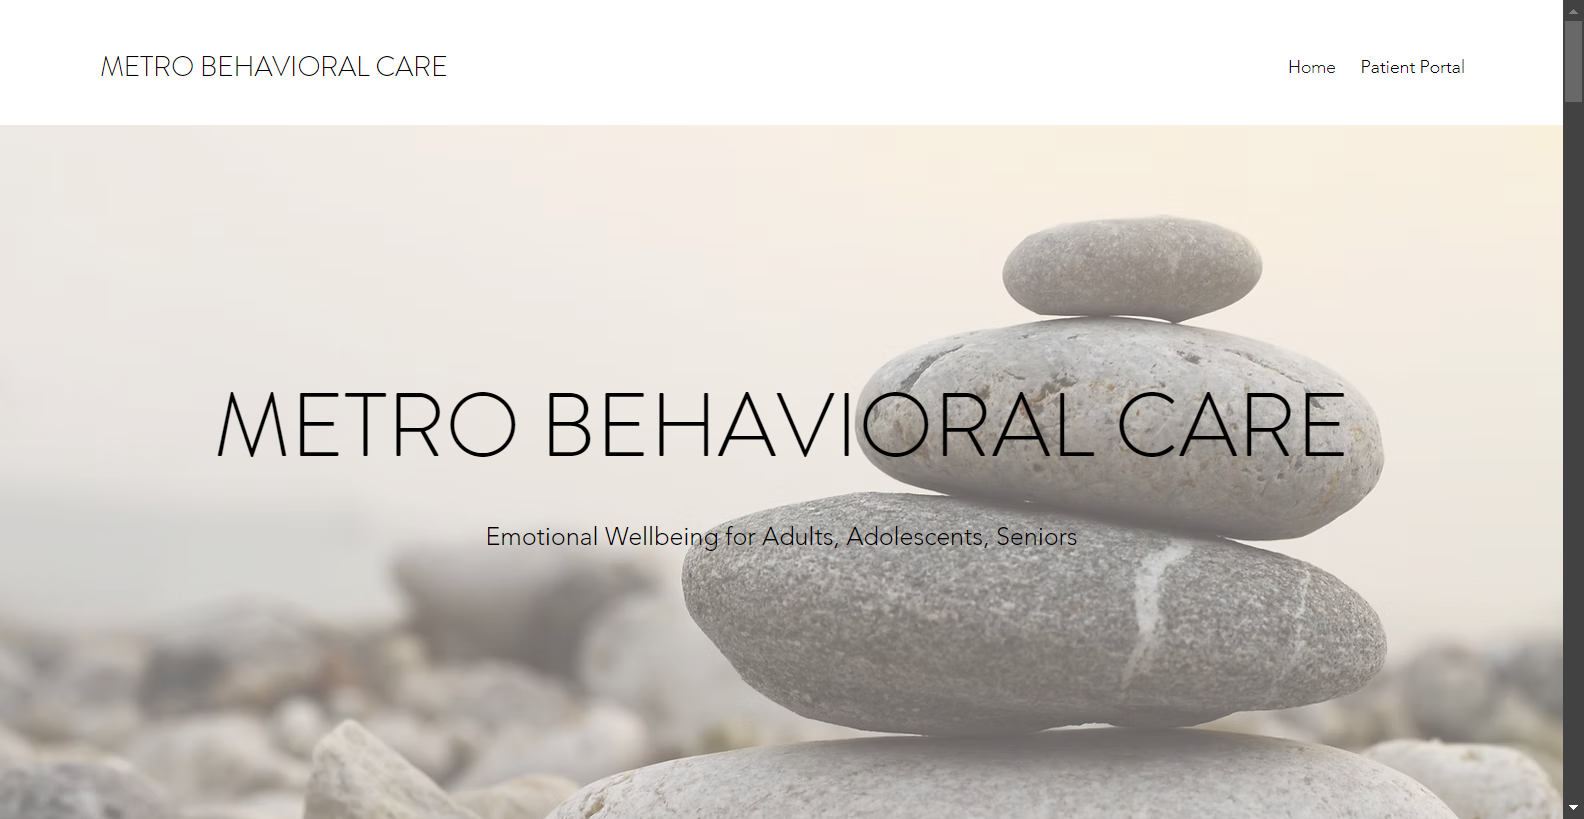 METRO BEHAVIORAL CARE
Home
Patient Portal
METRO BEHAVIORAL CARE
Emotional Wellbeing for Adults, Adolescents, Seniors